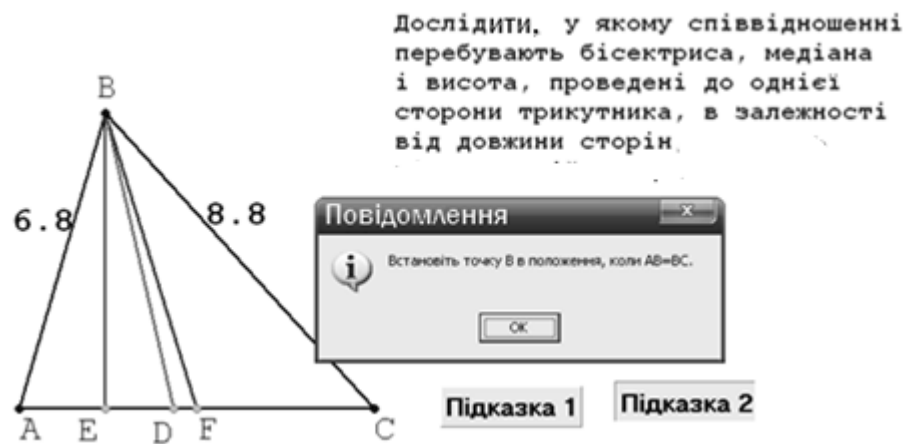 Дослідити, у якому співвідношенні
перебувають бісектриса, медіана
і висота, проведені до однієї
сторони трикутника, в залежності
від довжини сторін
B
6.8
8.8
Повідомлення
x
Встановіть точку B в положення, коли AB=BC.
OK
A
E
D
F
C
Підказка 1
Підказка 2